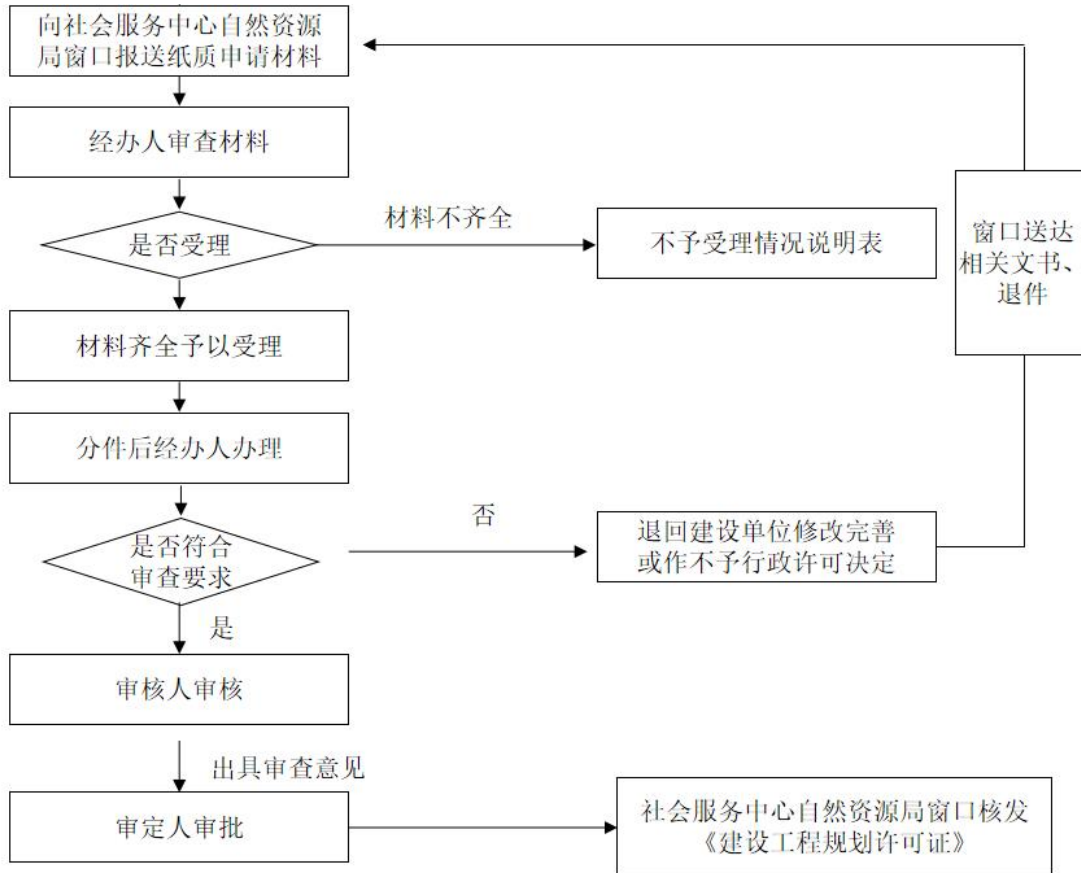 向社会服务中心自然资源
局窗口报送纸质申请材料
经办人审查材料
是否受理
材料不齐全
不予受理情况说明表
窗口送达
相关文书、
退件
材料齐全予以受理
分件后经办人办理
是否符合
审查要求
否
退回建设单位修改完善
或作不予行政许可决定
是
审核人审核
出具审查意见
审定人审批
社会服务中心自然资源局窗口核发
《建设工程规划许可证》